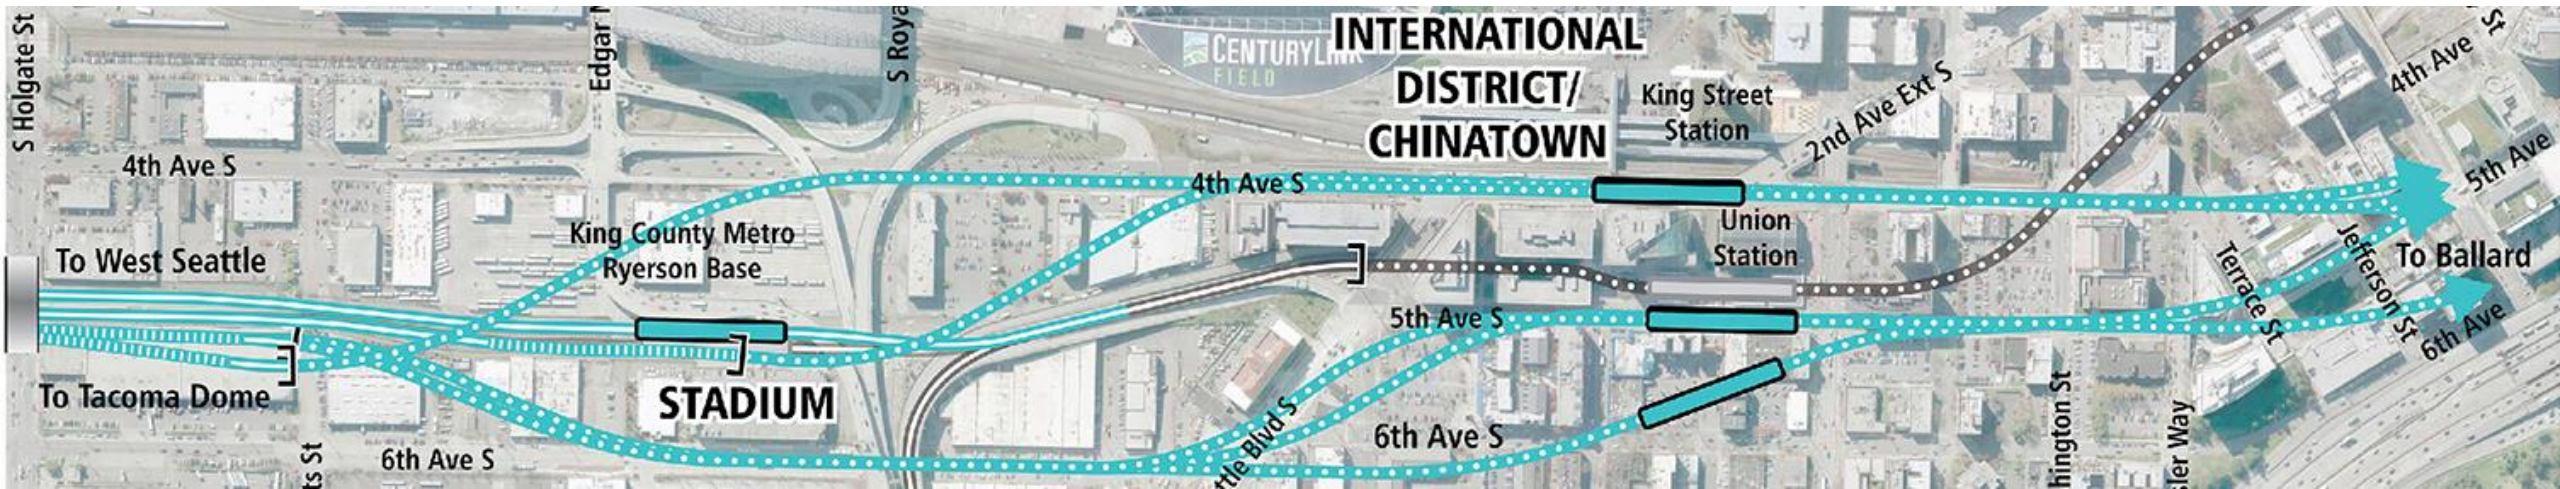 S Holgate St
Edgar
S Roya
CENTURYLINK
FIELD
INTERNATIONAL
DISTRICT/
CHINATOWN
King Street
Station
2nd Ave Ext S
4th Ave
St
5th Ave
4th Ave S
4th Ave S
King County Metro
Ryerson Base
Union
Station
To West Seattle
To Ballard
Terrace St
Jefferson St
5th Ave S
6th Ave
To Tacoma Dome
STADIUM
6th Ave S
6th Ave S
ts St
ttle Blvd S
hington St
sler Way